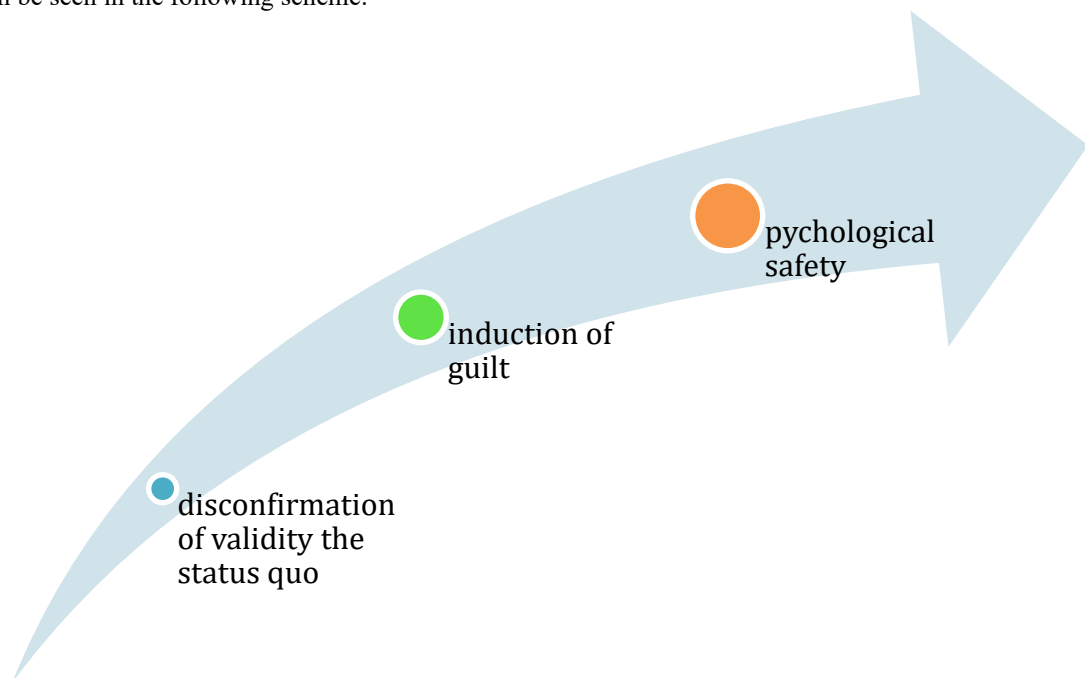 be seen in the following scheme.
pychological
safety
induction of
guilt
disconfirmation
of validity the
status quo